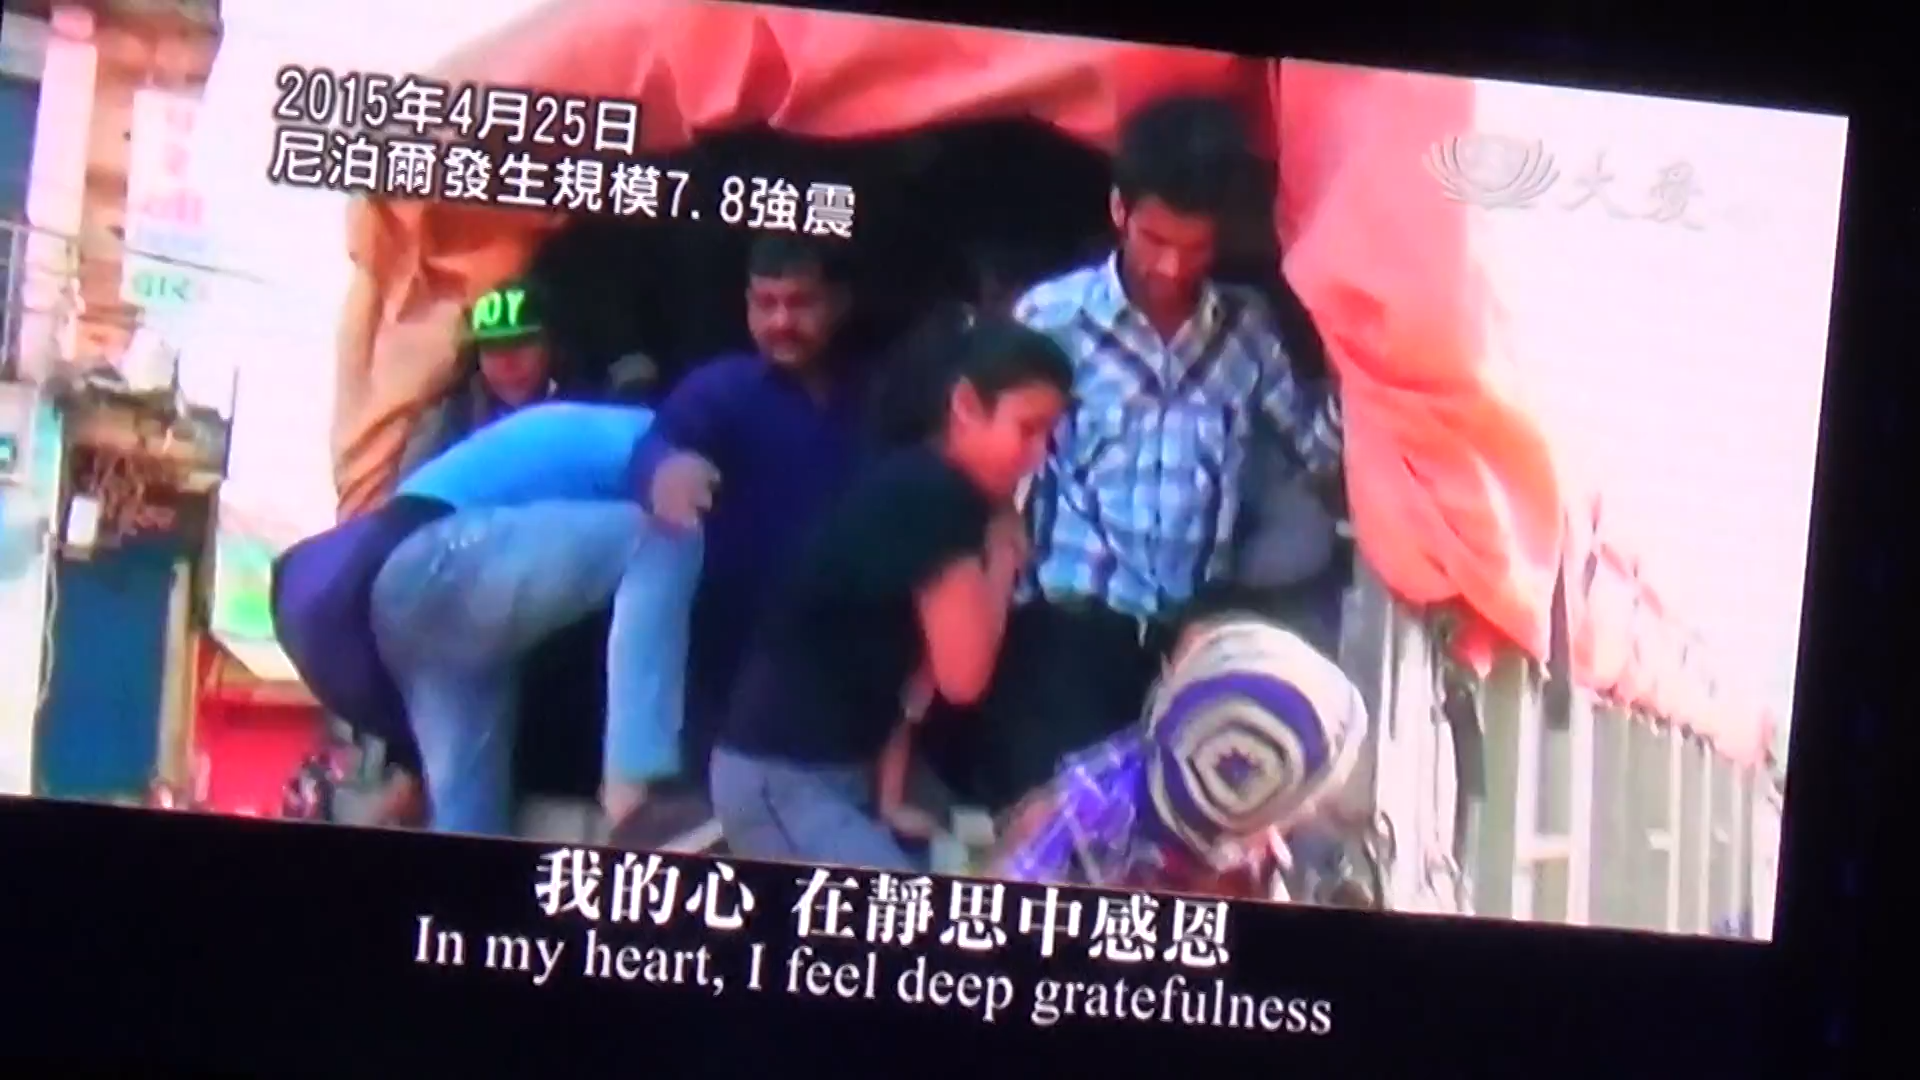 2015年4月25日
尼泊爾發生規模7.8強震
大愛
BOY
我的心 在靜思中感恩
In my heart, I feel deep gratefulness